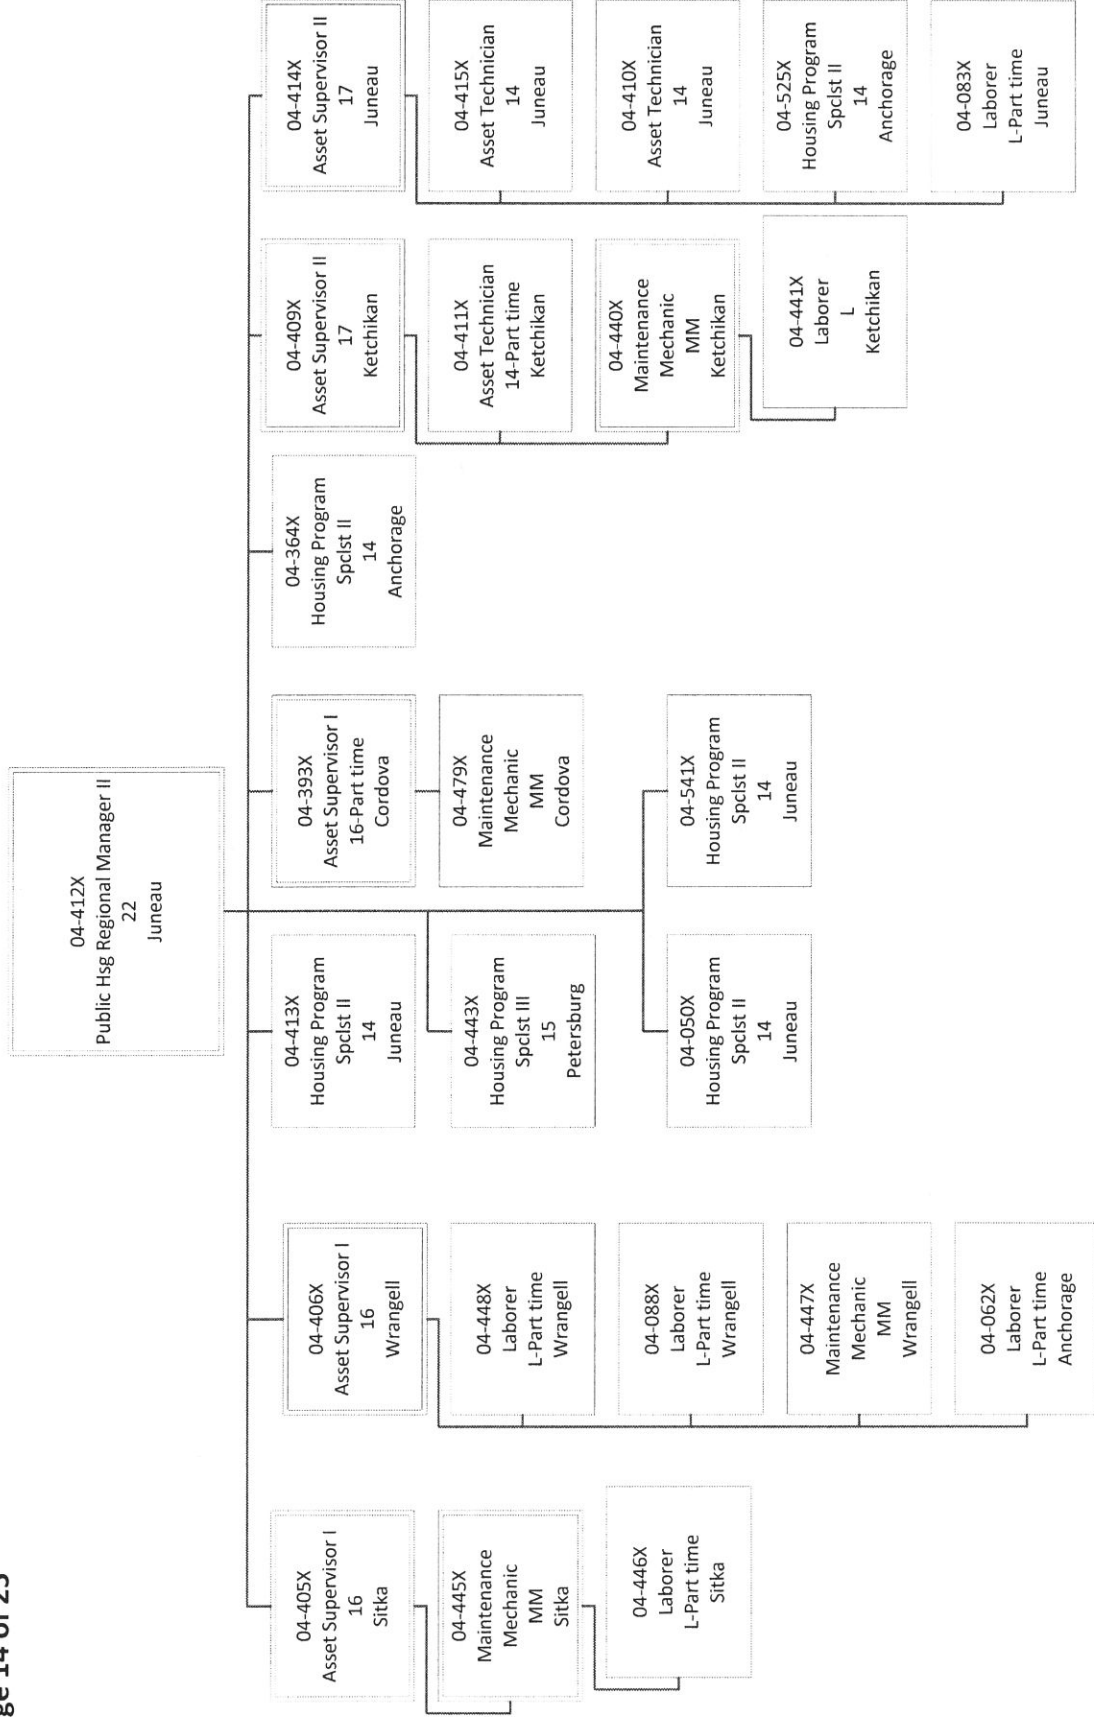 ge 14 of 23
04-412X
Public Hsg Regional Manager II
22
Juneau
04-405X
Asset Supervisor I
16
Sitka
04-445X
Maintenance
Mechanic
MM
Sitka
04-446X
Laborer
L-Part time
Sitka
04-406X
Asset Supervisor I
16
Wrangell
04-448X
Laborer
L-Part time
Wrangell
04-088X
Laborer
L-Part time
Wrangell
04-447X
Maintenance
Mechanic
MM
Wrangell
04-062X
Laborer
L-Part time
Anchorage
04-413X
Housing Program
Spclst II
14
Juneau
04-443X
Housing Program
Spclst III
15
Petersburg
04-050X
Housing Program
Spclst II
14
Juneau
04-393X
Asset Supervisor I
16-Part time
Cordova
04-479X
Maintenance
Mechanic
MM
Cordova
04-541X
Housing Program
Spclst II
14
Juneau
04-364X
Housing Program
Spclst II
14
Anchorage
04-409X
Asset Supervisor II
17
Ketchikan
04-411X
Asset Technician
14-Part time
Ketchikan
04-440X
Maintenance
Mechanic
MM
Ketchikan
04-441X
Laborer
L
Ketchikan
04-414X
Asset Supervisor II
17
Juneau
04-415X
Asset Technician
14
Juneau
04-410X
Asset Technician
14
Juneau
04-525X
Housing Program
Spclst II
14
Anchorage
04-083X
Laborer
L-Part time
Juneau